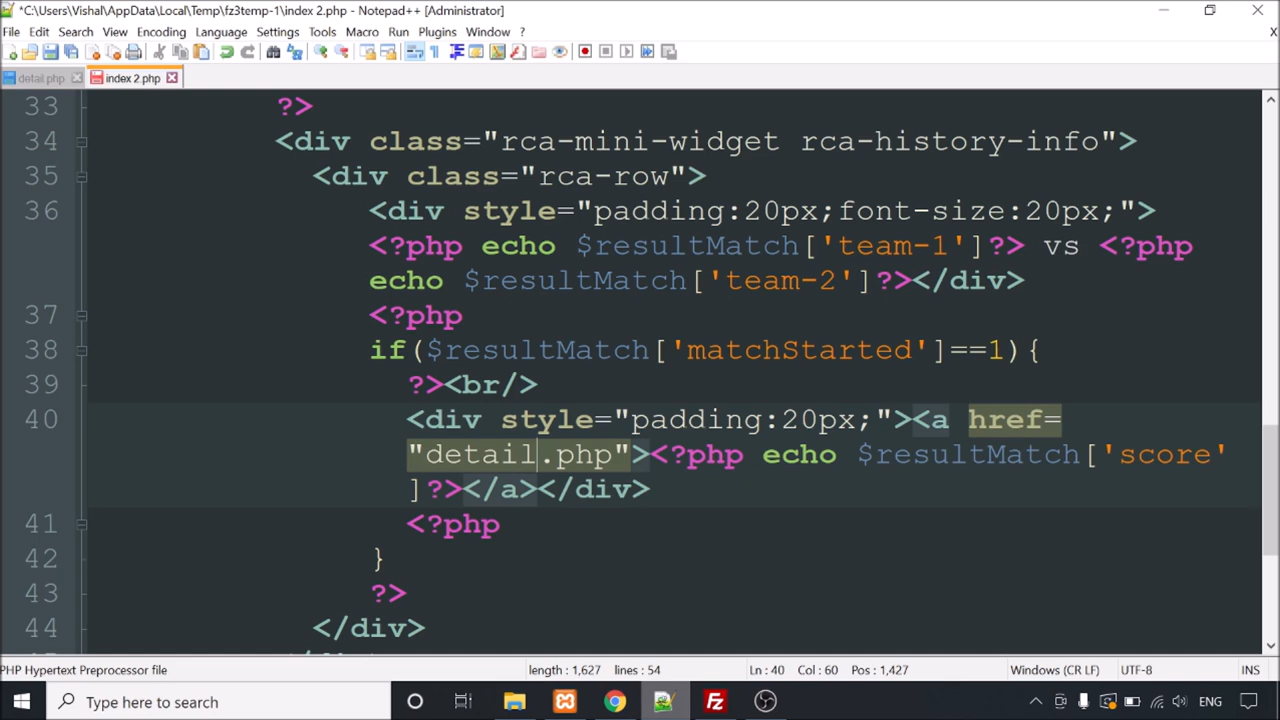 *C:\Users\Vishal\AppData\Local\Temp\fz3temp-1\index 2.php - Notepad++ [Administrator]
File Edit Search View Encoding Language Settings Tools Macro Run Plugins Window ? X
detail.php index 2.php
33 ?>
34 <div class="rca-mini-widget rca-history-info">
35 <div class="rca-row">
36 <div style="padding:20px;font-size:20px;">
<?php echo $resultMatch['team-1']?> vs <?php
echo $resultMatch['team-2']?></div>
37 <?php
38 if($resultMatch['matchStarted']==1){
39 ?><br/>
40 <div style="padding:20px;"><a href=
"detail.php"><?php echo $resultMatch['score'
]?></a></div>
41 <?php
42 }
43 ?>
44 </div>
PHP Hypertext Preprocessor file length : 1,627 lines : 54 Ln : 40 Col : 60 Pos : 1,427 Windows (CR LF) UTF-8 INS
Type here to search ENG